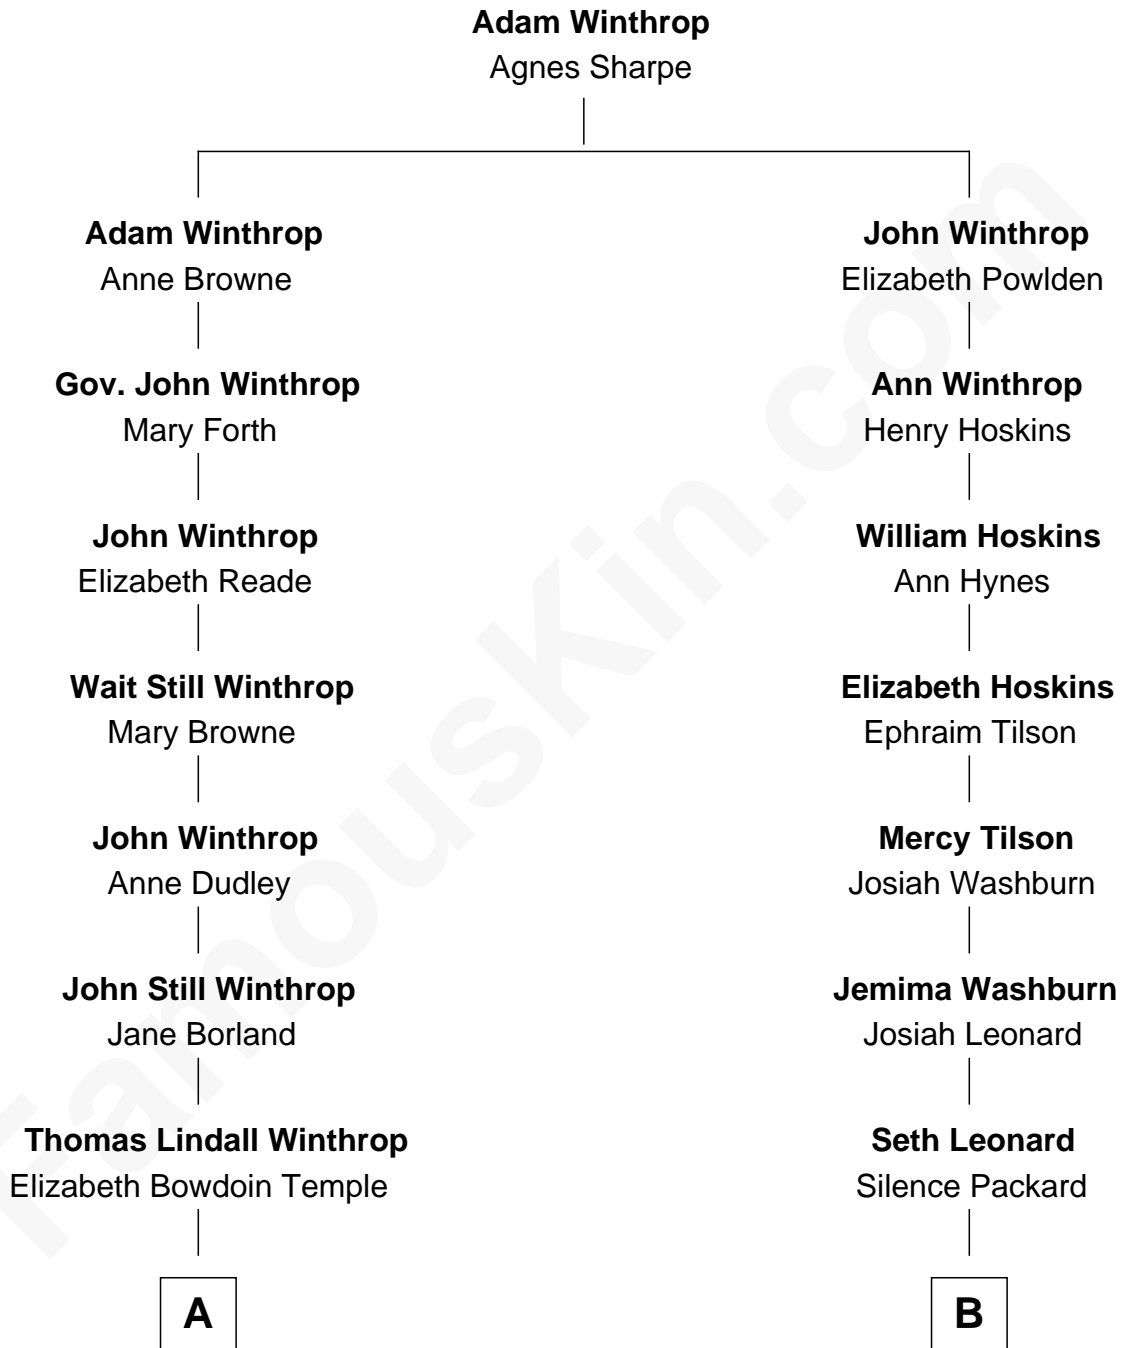 Adam Winthrop
Agnes Sharpe
Adam Winthrop
Anne Browne
Gov. John Winthrop
Mary Forth
John Winthrop
Elizabeth Reade
Wait Still Winthrop
Mary Browne
John Winthrop
Anne Dudley
John Still Winthrop
Jane Borland
Thomas Lindall Winthrop
Elizabeth Bowdoin Temple
A
John Winthrop
Elizabeth Powlden
Ann Winthrop
Henry Hoskins
William Hoskins
Ann Hynes
Elizabeth Hoskins
Ephraim Tilson
Mercy Tilson
Josiah Washburn
Jemima Washburn
Josiah Leonard
Seth Leonard
Silence Packard
B
FamousKin.com